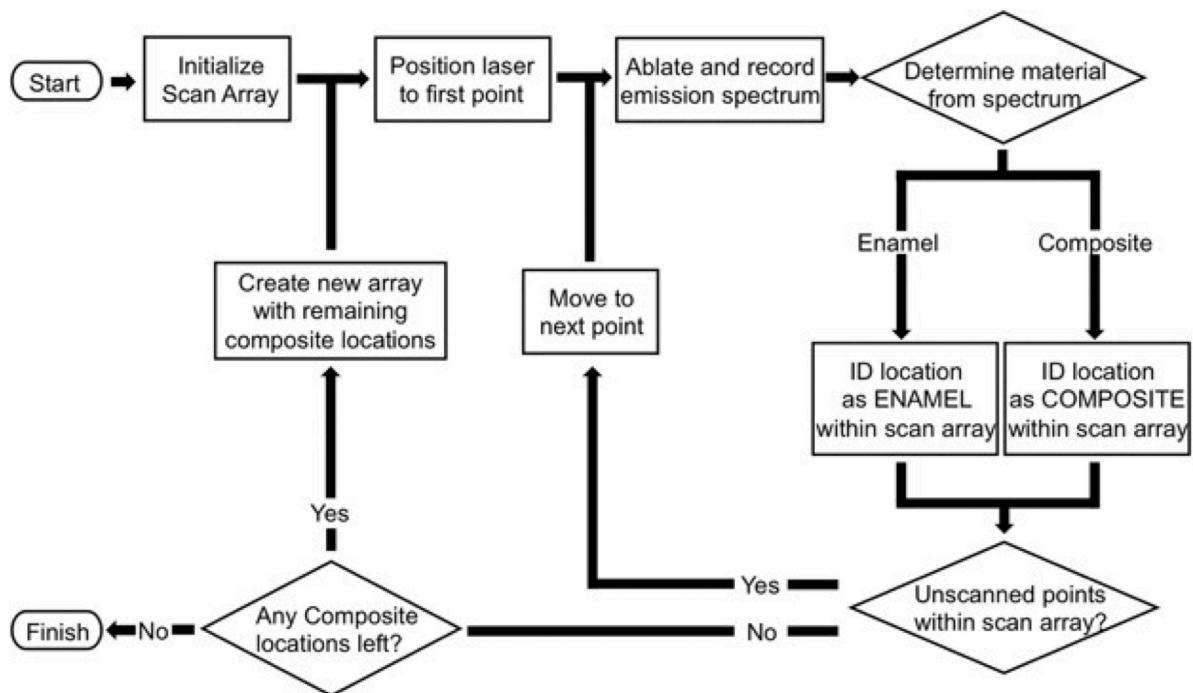 Start
Initialize
Scan Array
Position laser
to first point
Ablate and record
emission spectrum
Determine material
from spectrum
Enamel
Composite
Create new array
with remaining
composite locations
Move to
next point
ID location
as ENAMEL
within scan array
ID location
as COMPOSITE
within scan array
Yes
Yes
Unscanned points
within scan array?
Finish
No
Any Composite
locations left?
No